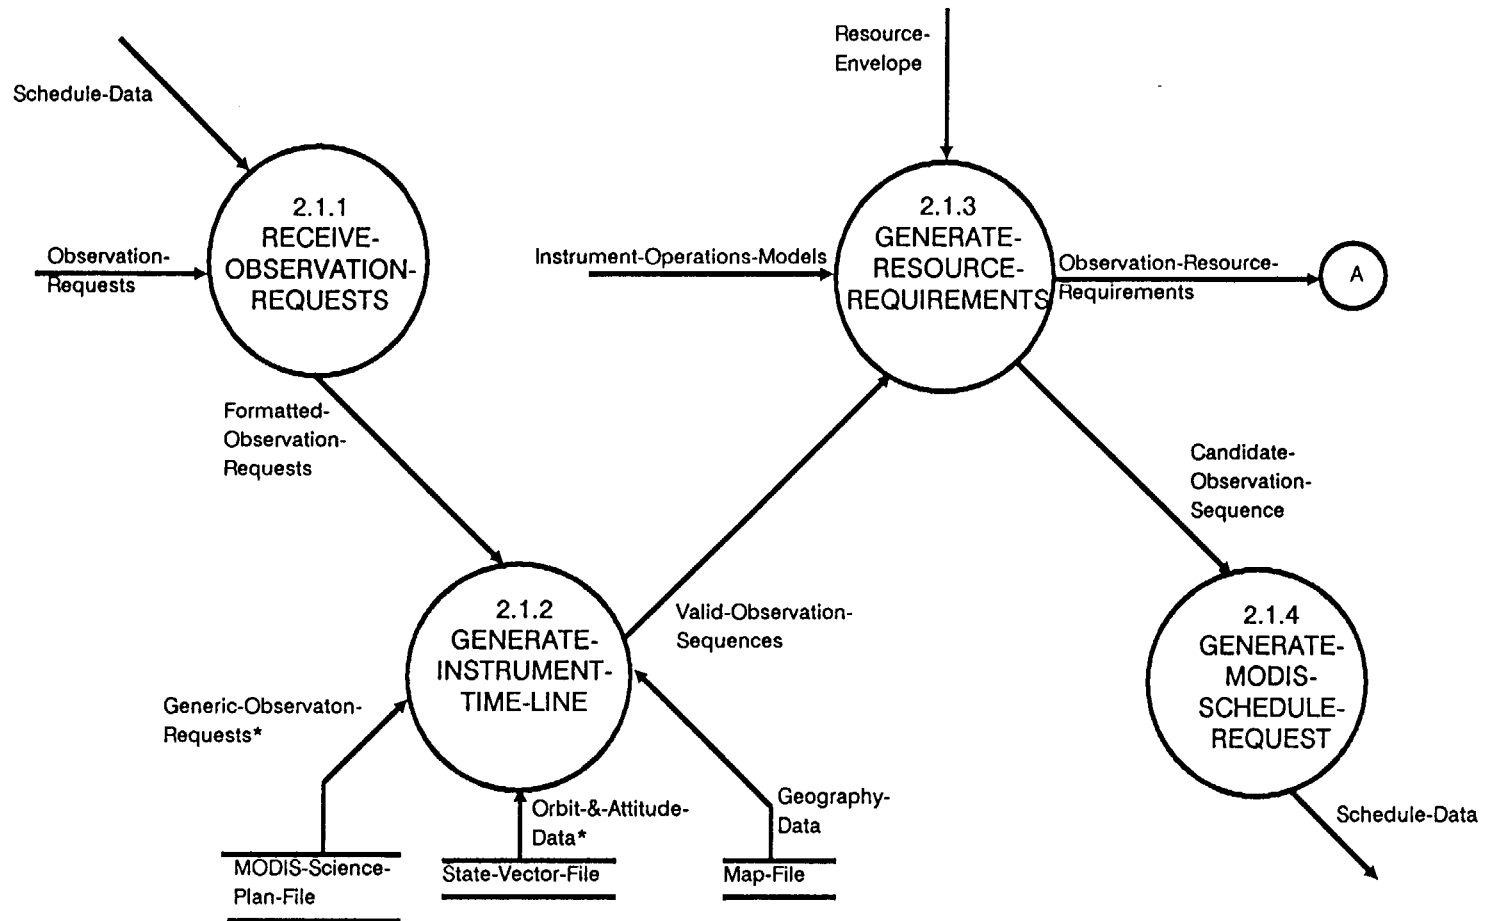 Resource-
Envelope
Schedule-Data
2.1.1
RECEIVE-
OBSERVATION-
REQUESTS
Observation-
Requests
2.1.3
GENERATE-
RESOURCE-
REQUIREMENTS
Instrument-Operations-Models
Observation-Resource-
Requirements
A
Formatted-
Observation-
Requests
Candidate-
Observation-
Sequence
2.1.2
GENERATE-
INSTRUMENT-
TIME-LINE
Valid-Observation-
Sequences
2.1.4
GENERATE-
MODIS-
SCHEDULE-
REQUEST
Generic-Observaton-
Requests*
Orbit-&-Attitude-
Data*
Geography-
Data
Schedule-Data
MODIS-Science-
Plan-File
State-Vector-File
Map-File